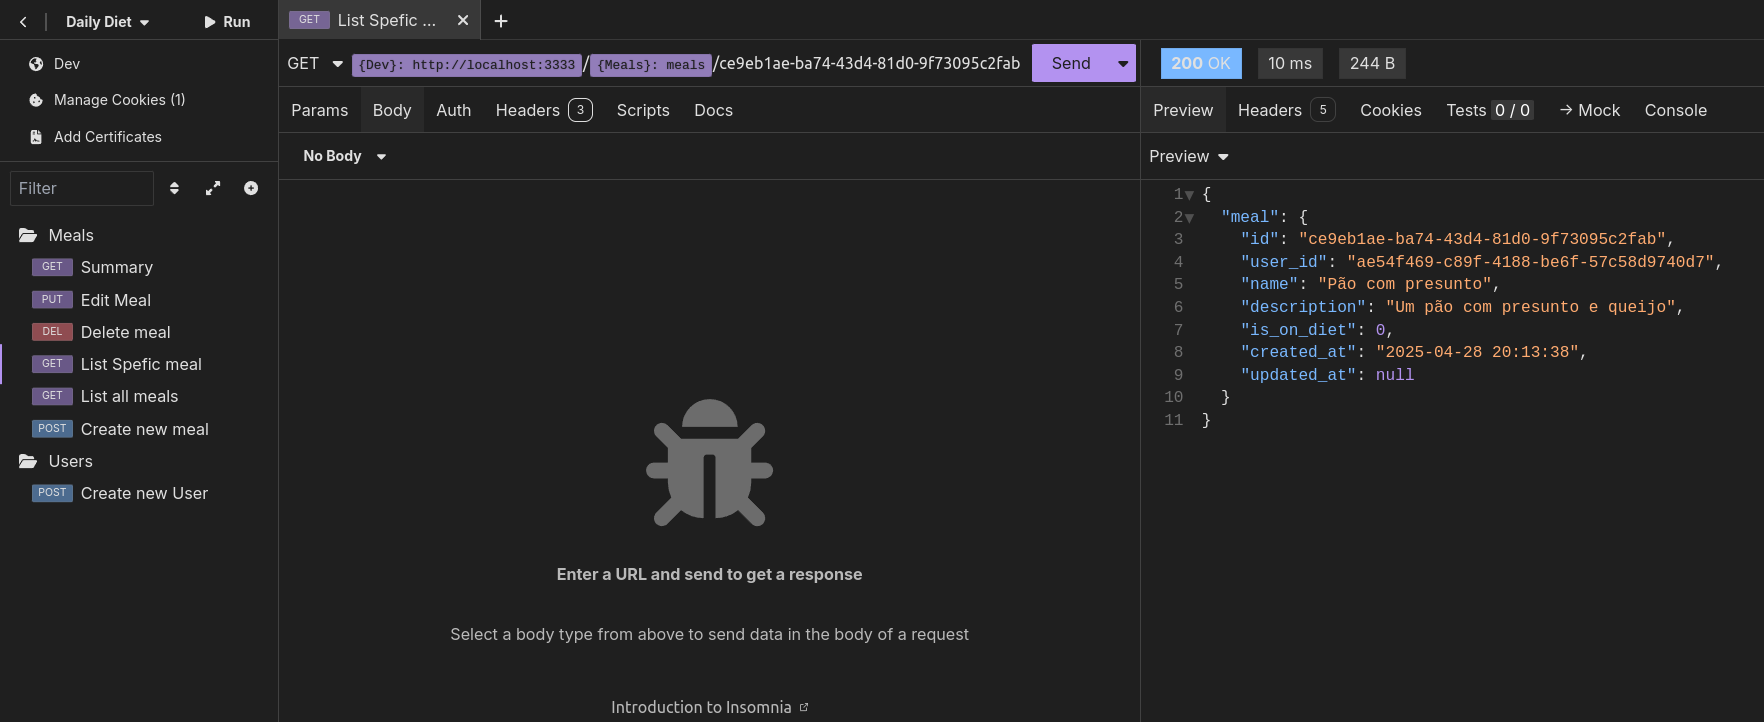 Daily Diet
Run
Dev
Manage Cookies (1)
Add Certificates
Filter
Meals
GET Summary
PUT Edit Meal
DEL Delete meal
GET List Spefic meal
GET List all meals
POST Create new meal
Users
POST Create new User
GET List Spefic ...
GET {Dev}: http://localhost:3333/{Meals}: meals/ce9eb1ae-ba74-43d4-81d0-9f73095c2fab Send
Params Body Auth Headers 3 Scripts Docs
No Body
Enter a URL and send to get a response
Select a body type from above to send data in the body of a request
Introduction to Insomnia
200 OK 10 ms 244 B
Preview Headers 5 Cookies Tests 0 / 0 → Mock Console
Preview
1 {
2 "meal": {
3 "id": "ce9eb1ae-ba74-43d4-81d0-9f73095c2fab",
4 "user_id": "ae54f469-c89f-4188-be6f-57c58d9740d7",
5 "name": "Pão com presunto",
6 "description": "Um pão com presunto e queijo",
7 "is_on_diet": 0,
8 "created_at": "2025-04-28 20:13:38",
9 "updated_at": null
10 }
11 }